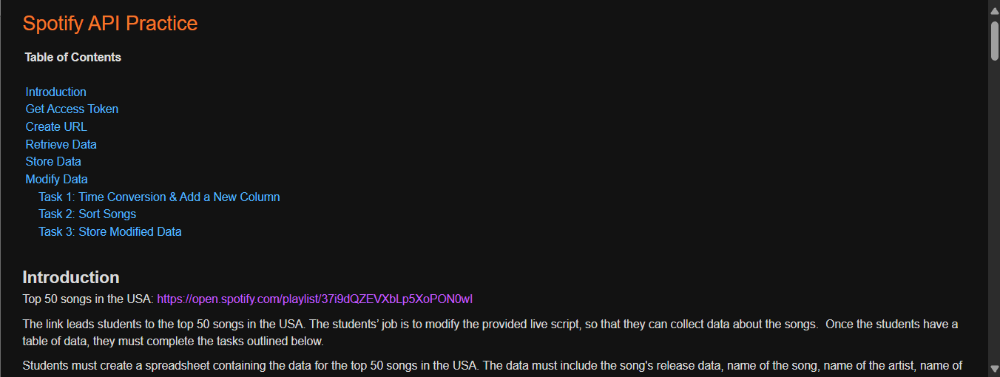 Spotify API Practice
Table of Contents
Introduction
Get Access Token
Create URL
Retrieve Data
Store Data
Modify Data
Task 1: Time Conversion & Add a New Column
Task 2: Sort Songs
Task 3: Store Modified Data
Introduction
Top 50 songs in the USA: https://open.spotify.com/playlist/37i9dQZEVXbLp5XoPON0wI
The link leads students to the top 50 songs in the USA. The students’ job is to modify the provided live script, so that they can collect data about the songs.  Once the students have a
table of data, they must complete the tasks outlined below.
Students must create a spreadsheet containing the data for the top 50 songs in the USA. The data must include the song's release data, name of the song, name of the artist, name of